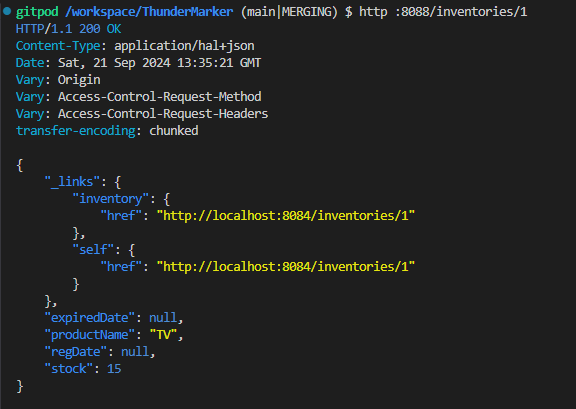 gitpod /workspace/ThunderMarker (main|MERGING) $ http :8088/inventories/1
HTTP/1.1 200 OK
Content-Type: application/hal+json
Date: Sat, 21 Sep 2024 13:35:21 GMT
Vary: Origin
Vary: Access-Control-Request-Method
Vary: Access-Control-Request-Headers
transfer-encoding: chunked

{
    "_links": {
        "inventory": {
            "href": "http://localhost:8084/inventories/1"
        },
        "self": {
            "href": "http://localhost:8084/inventories/1"
        }
    },
    "expiredDate": null,
    "productName": "TV",
    "regDate": null,
    "stock": 15
}